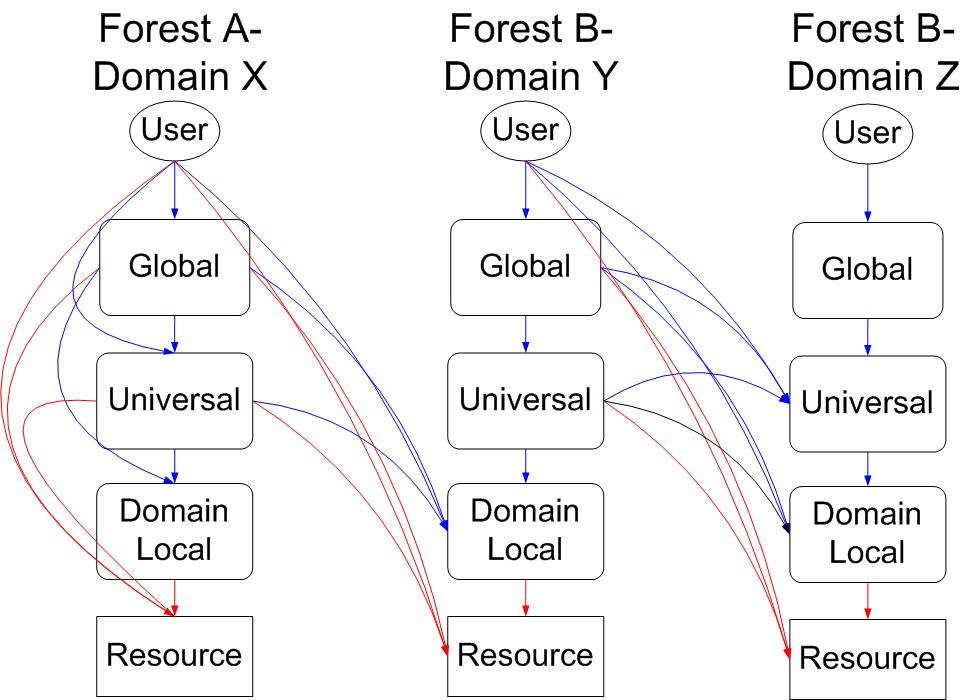 Forest A-
Domain X
Forest B-
Domain Y
Forest B-
Domain Z
User
User
User
Global
Global
Global
Universal
Universal
Universal
Domain
Local
Domain
Local
Domain
Local
Resource
Resource
Resource